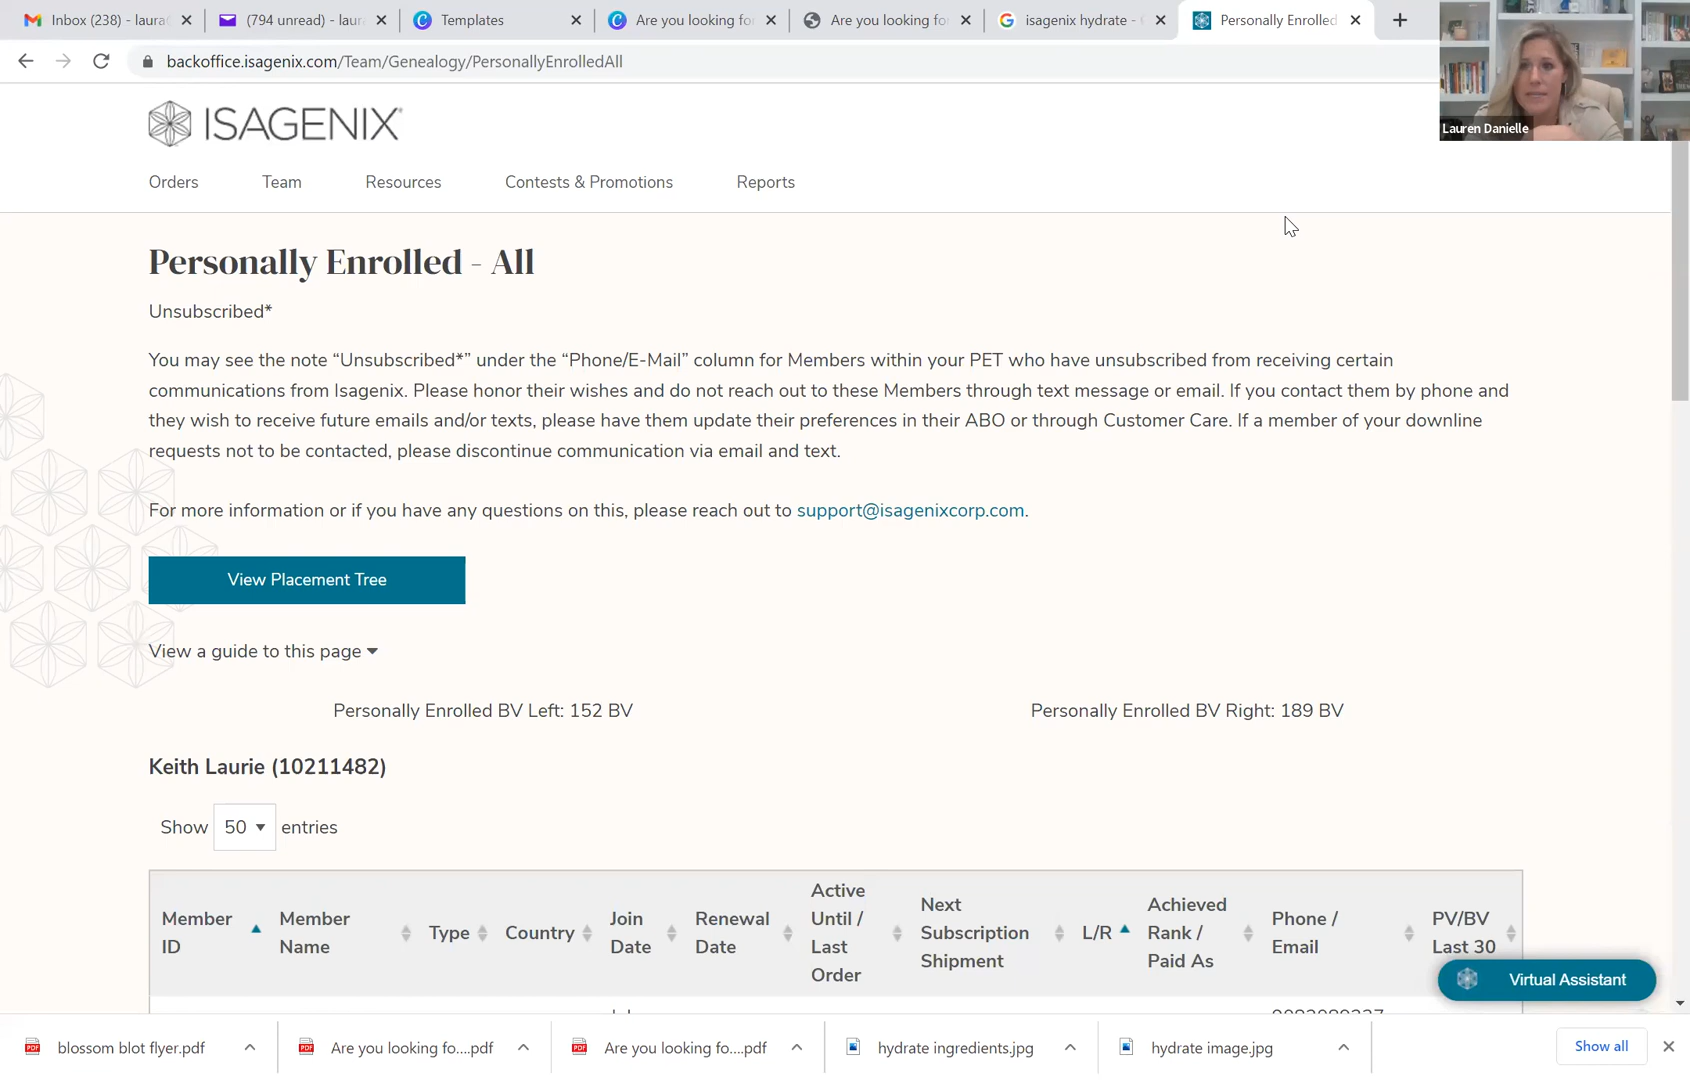 Inbox (238) - laura
(794 unread) - laur
Templates
Are you looking fo
Are you looking fo
isagenix hydrate -
Personally Enrolled
backoffice.isagenix.com/Team/Genealogy/PersonallyEnrolledAll
Lauren Danielle
ISAGENIX
Orders
Team
Resources
Contests & Promotions
Reports
Personally Enrolled - All
Unsubscribed*
You may see the note “Unsubscribed*” under the “Phone/E-Mail” column for Members within your PET who have unsubscribed from receiving certain
communications from Isagenix. Please honor their wishes and do not reach out to these Members through text message or email. If you contact them by phone and
they wish to receive future emails and/or texts, please have them update their preferences in their ABO or through Customer Care. If a member of your downline
requests not to be contacted, please discontinue communication via email and text.
For more information or if you have any questions on this, please reach out to support@isagenixcorp.com.
View Placement Tree
View a guide to this page
Personally Enrolled BV Left: 152 BV
Personally Enrolled BV Right: 189 BV
Keith Laurie (10211482)
Show 50 entries
Member
ID
Member
Name
Type
Country
Join
Date
Renewal
Date
Active
Until /
Last
Order
Next
Subscription
Shipment
L/R
Achieved
Rank /
Paid As
Phone /
Email
PV/BV
Last 30
Virtual Assistant
blossom blot flyer.pdf
Are you looking fo....pdf
Are you looking fo....pdf
hydrate ingredients.jpg
hydrate image.jpg
Show all